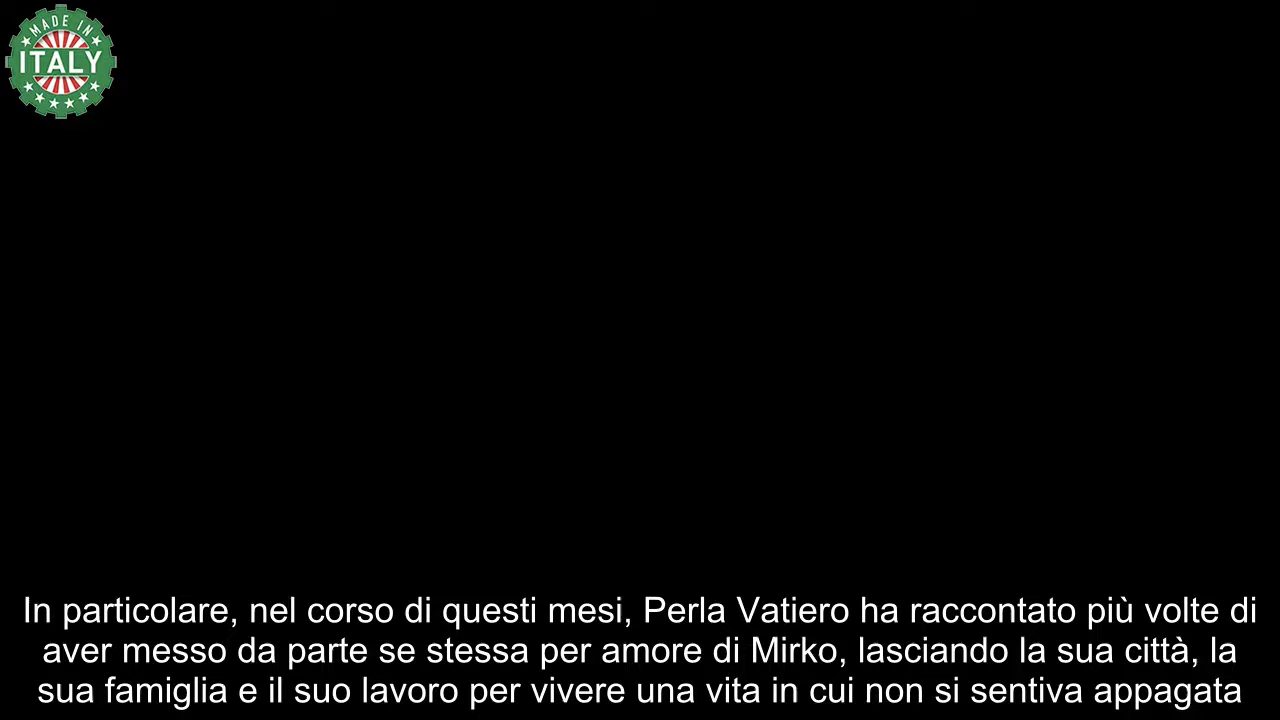 MADE IN
ITALY
In particolare, nel corso di questi mesi, Perla Vatiero ha raccontato più volte di
aver messo da parte se stessa per amore di Mirko, lasciando la sua città, la
sua famiglia e il suo lavoro per vivere una vita in cui non si sentiva appagata